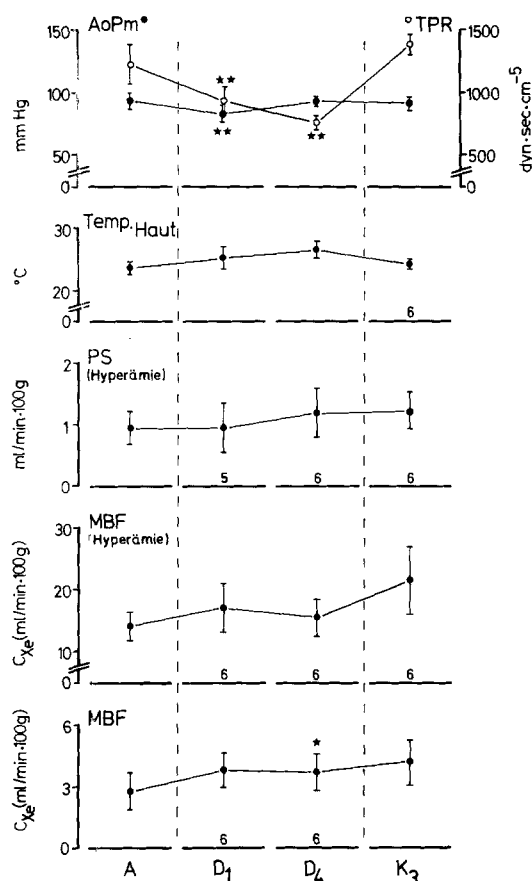 AoPm● ○TPR
150
100
50
0
mm Hg
1500
1000
500
0
dyn·sec·cm⁻⁵
★★
★★
★★
Temp.Haut
30
20
0
°C
6
PS
(Hyperämie)
2
1
0
ml/min·100g
5 6 6
MBF
(Hyperämie)
30
20
10
0
CXe(ml/min·100g)
6 6 6
MBF
6
3
0
CXe(ml/min·100g)
★
6 6
A D1 D4 K3